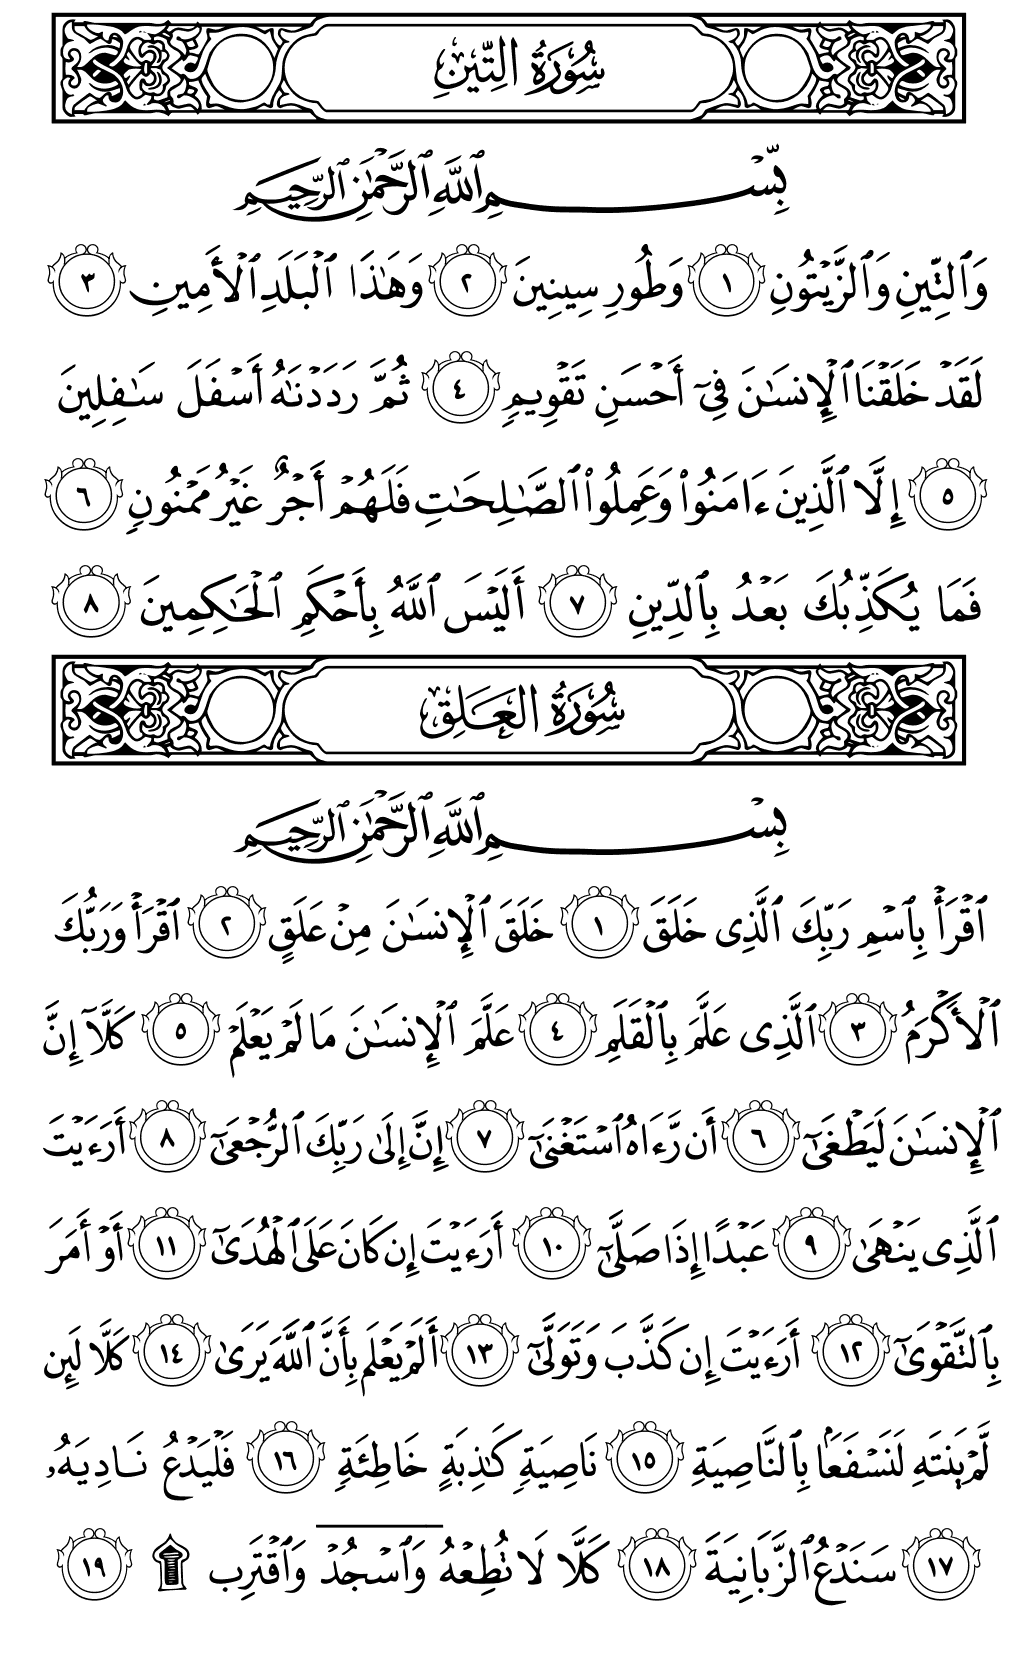 سُورَةُ التِّينِ
بِّسْمِ ٱللَّهِ ٱلرَّحْمَٰنِ ٱلرَّحِيمِ
وَٱلتِّينِ وَٱلزَّيْتُونِ ١ وَطُورِ سِينِينَ ٢ وَهَٰذَا ٱلْبَلَدِ ٱلْأَمِينِ ٣
لَقَدْ خَلَقْنَا ٱلْإِنسَٰنَ فِىٓ أَحْسَنِ تَقْوِيمٍ ٤ ثُمَّ رَدَدْنَٰهُ أَسْفَلَ سَٰفِلِينَ
٥ إِلَّا ٱلَّذِينَ ءَامَنُوا۟ وَعَمِلُوا۟ ٱلصَّٰلِحَٰتِ فَلَهُمْ أَجْرٌ غَيْرُ مَمْنُونٍ ٦
فَمَا يُكَذِّبُكَ بَعْدُ بِٱلدِّينِ ٧ أَلَيْسَ ٱللَّهُ بِأَحْكَمِ ٱلْحَٰكِمِينَ ٨
سُورَةُ العَلَقِ
بِسْمِ ٱللَّهِ ٱلرَّحْمَٰنِ ٱلرَّحِيمِ
ٱقْرَأْ بِٱسْمِ رَبِّكَ ٱلَّذِى خَلَقَ ١ خَلَقَ ٱلْإِنسَٰنَ مِنْ عَلَقٍ ٢ ٱقْرَأْ وَرَبُّكَ
ٱلْأَكْرَمُ ٣ ٱلَّذِى عَلَّمَ بِٱلْقَلَمِ ٤ عَلَّمَ ٱلْإِنسَٰنَ مَا لَمْ يَعْلَمْ ٥ كَلَّآ إِنَّ
ٱلْإِنسَٰنَ لَيَطْغَىٰٓ ٦ أَن رَّءَاهُ ٱسْتَغْنَىٰٓ ٧ إِنَّ إِلَىٰ رَبِّكَ ٱلرُّجْعَىٰٓ ٨ أَرَءَيْتَ
ٱلَّذِى يَنْهَىٰ ٩ عَبْدًا إِذَا صَلَّىٰٓ ١٠ أَرَءَيْتَ إِن كَانَ عَلَى ٱلْهُدَىٰٓ ١١ أَوْ أَمَرَ
بِٱلتَّقْوَىٰٓ ١٢ أَرَءَيْتَ إِن كَذَّبَ وَتَوَلَّىٰٓ ١٣ أَلَمْ يَعْلَم بِأَنَّ ٱللَّهَ يَرَىٰ ١٤ كَلَّا لَئِن
لَّمْ يَنتَهِ لَنَسْفَعًۢا بِٱلنَّاصِيَةِ ١٥ نَاصِيَةٍ كَٰذِبَةٍ خَاطِئَةٍ ١٦ فَلْيَدْعُ نَادِيَهُۥ
١٧ سَنَدْعُ ٱلزَّبَانِيَةَ ١٨ كَلَّا لَا تُطِعْهُ وَٱسْجُدْ وَٱقْتَرِب ۩ ١٩